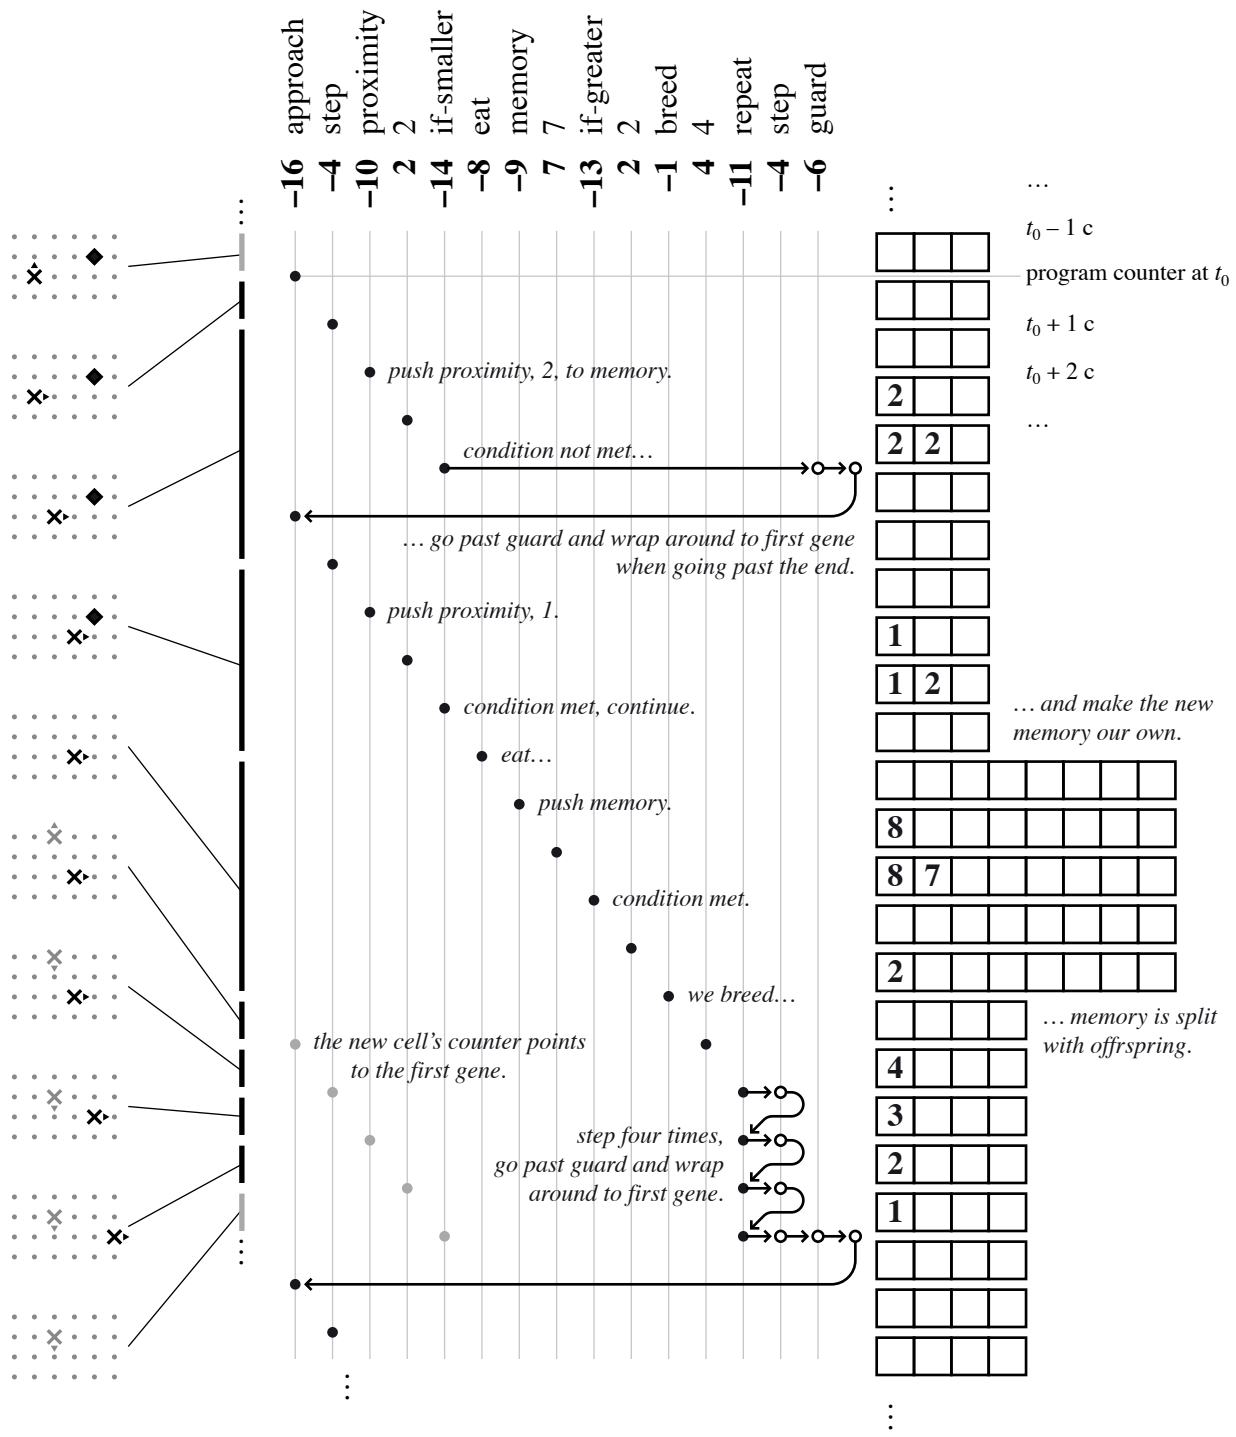 approach
step
proximity
2
if-smaller
eat
memory
7
if-greater
2
breed
4
repeat
step
guard
–16
–4
–10
2
–14
–8
–9
7
–13
2
–1
4
–11
–4
–6
…
t0 – 1 c
program counter at t0
t0 + 1 c
push proximity, 2, to memory.
t0 + 2 c
2
…
condition not met…
2 2
… go past guard and wrap around to first gene
when going past the end.
push proximity, 1.
1
1 2
condition met, continue.
… and make the new
memory our own.
eat…
push memory.
8
8 7
condition met.
2
we breed…
… memory is split
with offspring.
the new cell’s counter points
to the first gene.
4
3
step four times,
go past guard and wrap
around to first gene.
2
1